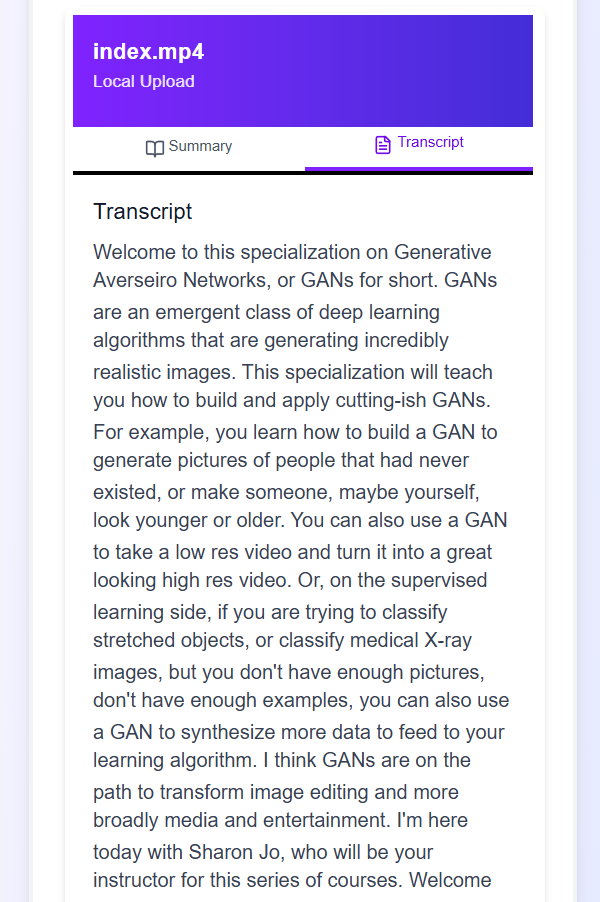 index.mp4
Local Upload
Summary
Transcript
Transcript
Welcome to this specialization on Generative
Averseiro Networks, or GANs for short. GANs
are an emergent class of deep learning
algorithms that are generating incredibly
realistic images. This specialization will teach
you how to build and apply cutting-ish GANs.
For example, you learn how to build a GAN to
generate pictures of people that had never
existed, or make someone, maybe yourself,
look younger or older. You can also use a GAN
to take a low res video and turn it into a great
looking high res video. Or, on the supervised
learning side, if you are trying to classify
stretched objects, or classify medical X-ray
images, but you don't have enough pictures,
don't have enough examples, you can also use
a GAN to synthesize more data to feed to your
learning algorithm. I think GANs are on the
path to transform image editing and more
broadly media and entertainment. I'm here
today with Sharon Jo, who will be your
instructor for this series of courses. Welcome